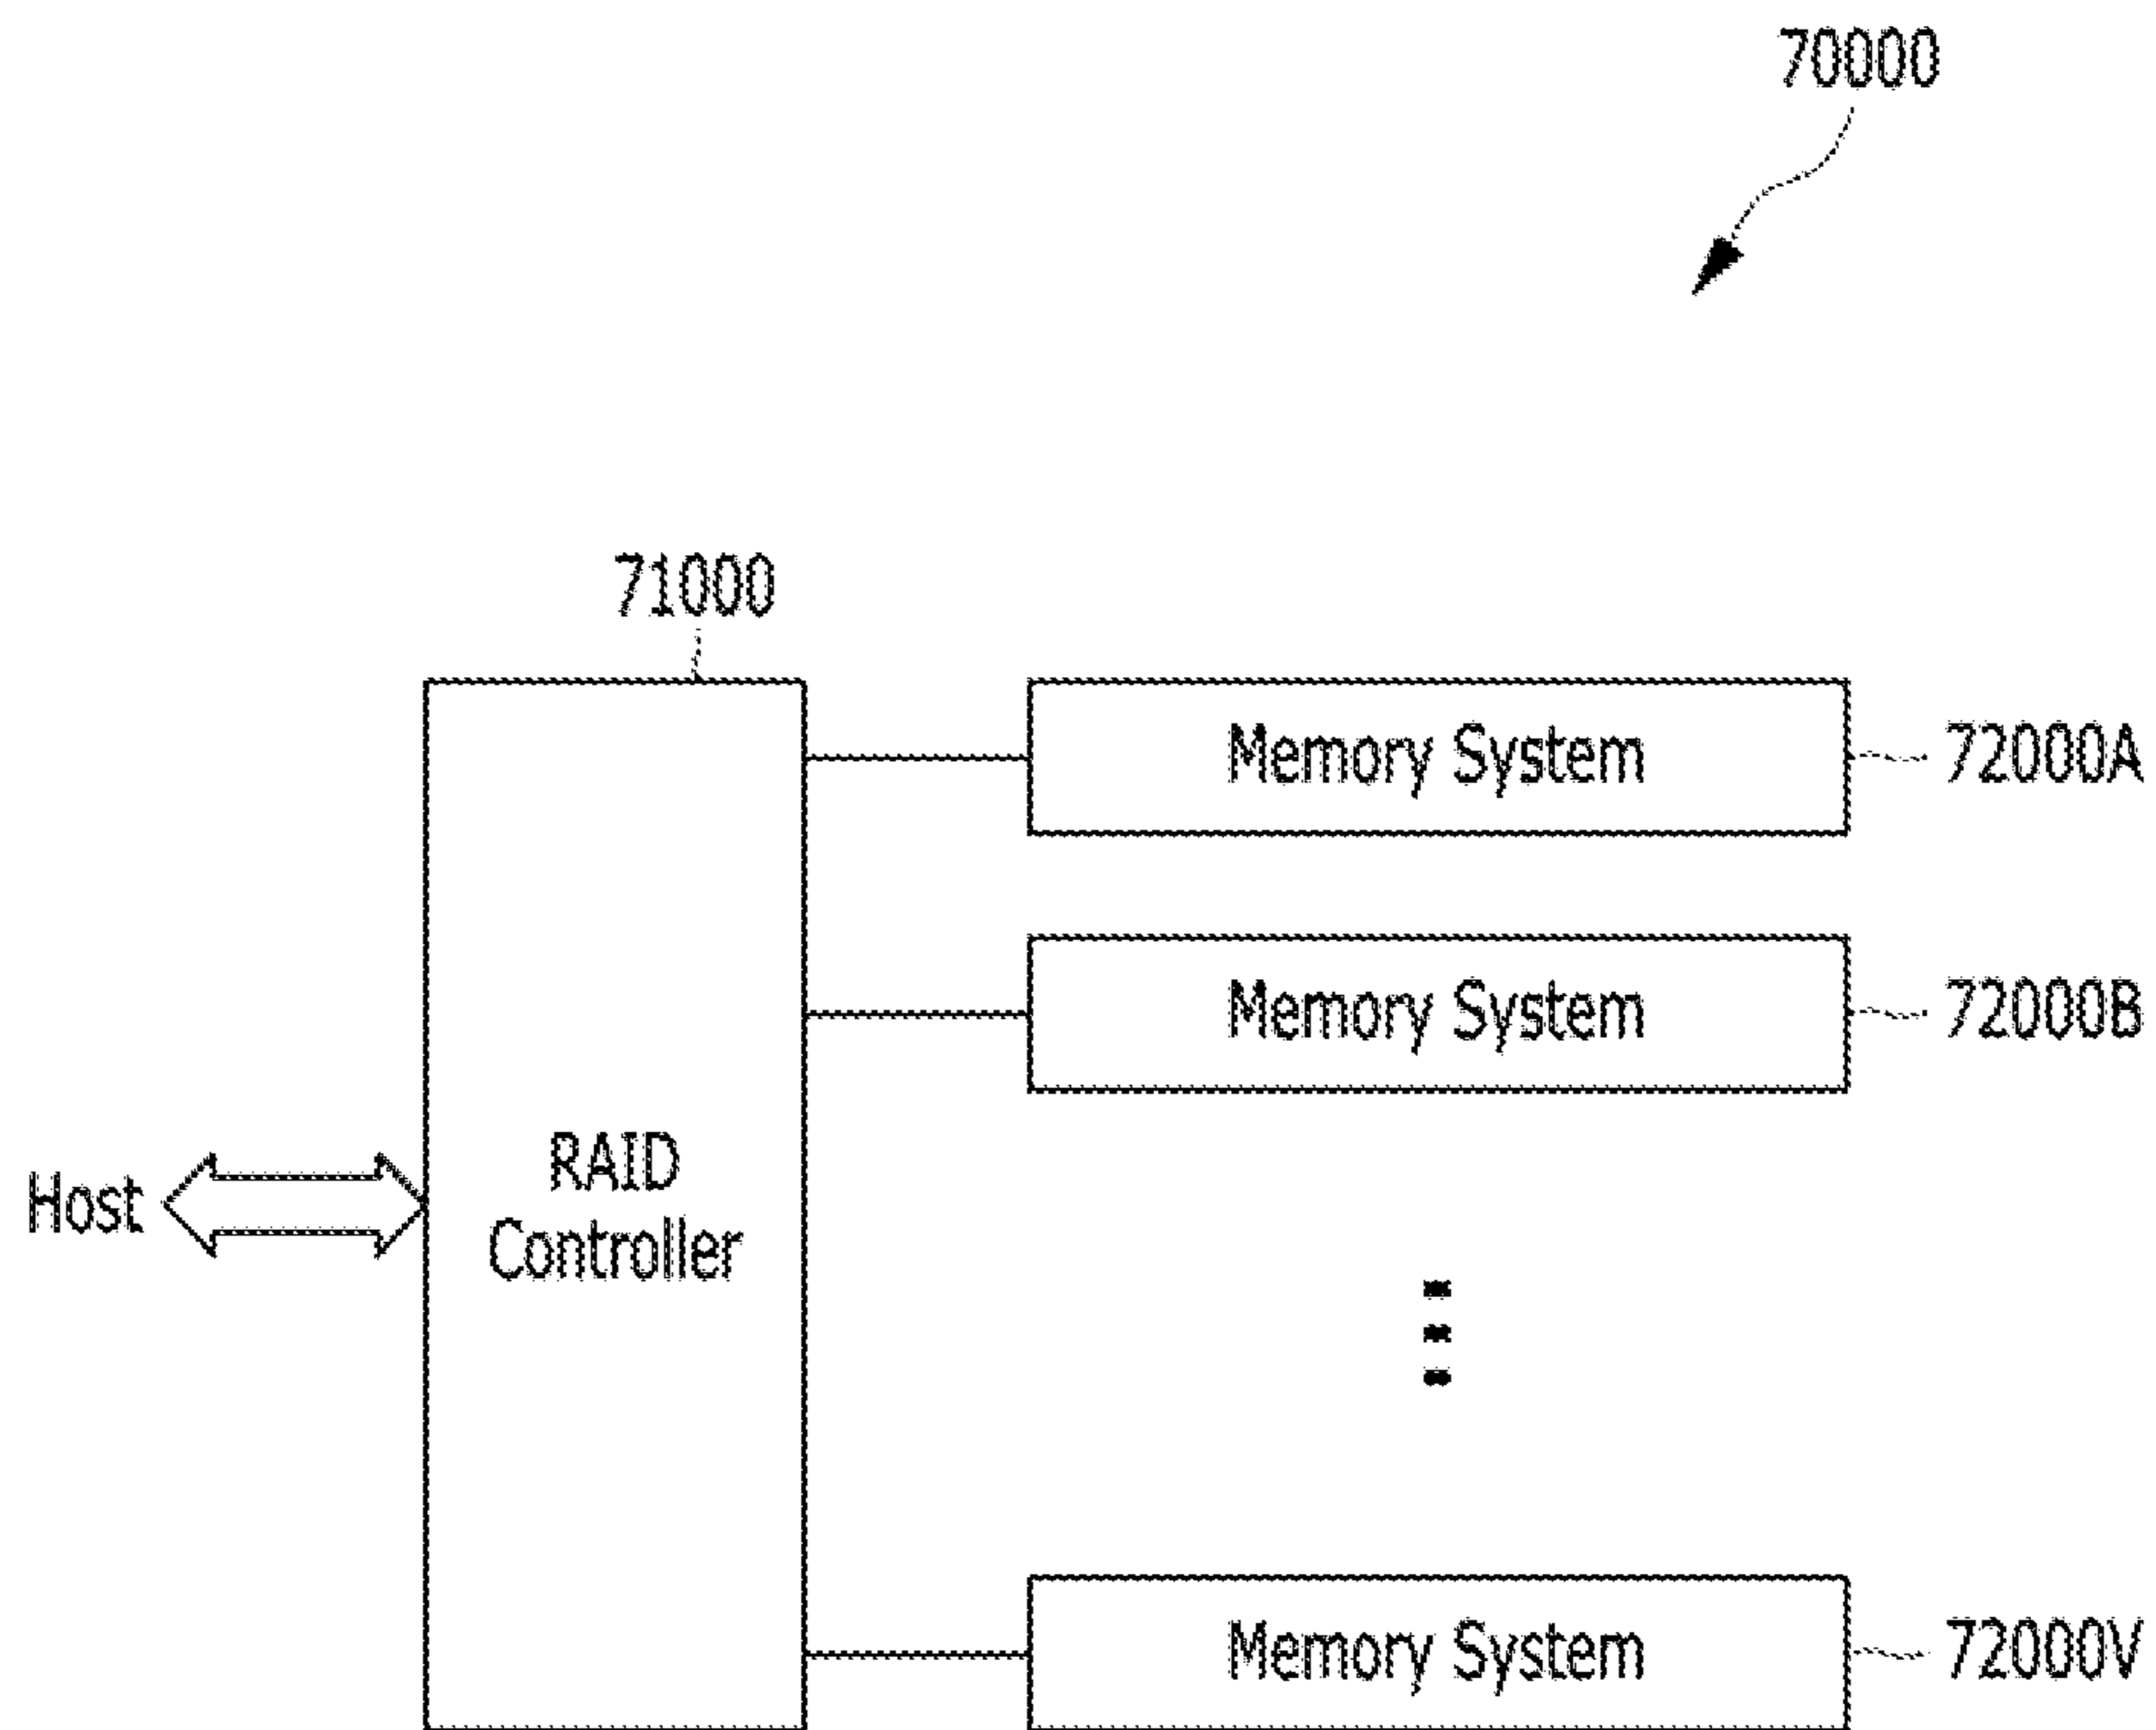 70000
71000
Memory System 72000A
Memory System 72000B
Host
RAID
Controller
Memory System 72000V